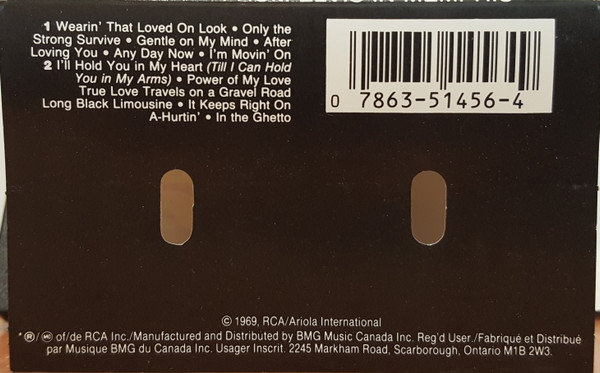 1 Wearin' That Loved On Look • Only the
Strong Survive • Gentle on My Mind • After
Loving You • Any Day Now • I'm Movin' On
2 I'll Hold You in My Heart (Till I Can Hold
You in My Arms) • Power of My Love
True Love Travels on a Gravel Road
Long Black Limousine • It Keeps Right On
A-Hurtin' • In the Ghetto
0 7863-51456-4
© 1969, RCA/Ariola International
*®/ of/de RCA Inc./Manufactured and Distributed by BMG Music Canada Inc. Reg'd User./Fabriqué et Distribué
par Musique BMG du Canada Inc. Usager Inscrit. 2245 Markham Road, Scarborough, Ontario M1B 2W3.